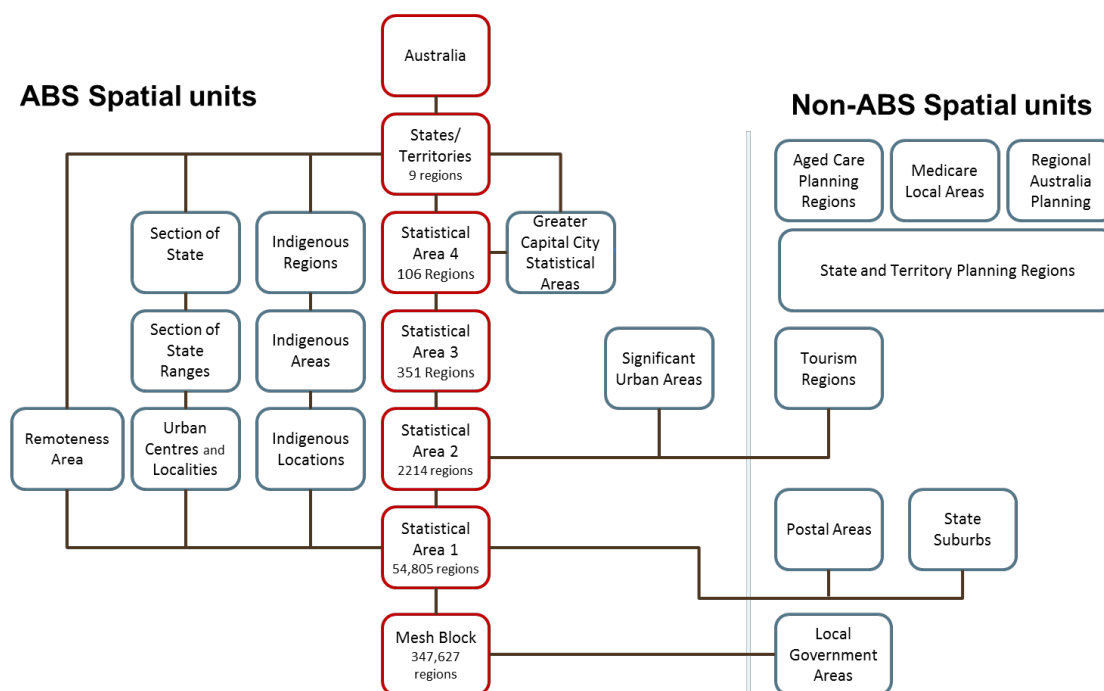 Australia
ABS Spatial units
Non-ABS Spatial units
States/
Territories
9 regions
Aged Care
Planning
Regions
Medicare
Local Areas
Regional
Australia
Planning
Section of
State
Indigenous
Regions
Statistical
Area 4
106 Regions
Greater
Capital City
Statistical
Areas
State and Territory Planning Regions
Section of
State
Ranges
Indigenous
Areas
Statistical
Area 3
351 Regions
Significant
Urban Areas
Tourism
Regions
Remoteness
Area
Urban
Centres and
Localities
Indigenous
Locations
Statistical
Area 2
2214 regions
Statistical
Area 1
54,805 regions
Postal Areas
State
Suburbs
Mesh Block
347,627
regions
Local
Government
Areas